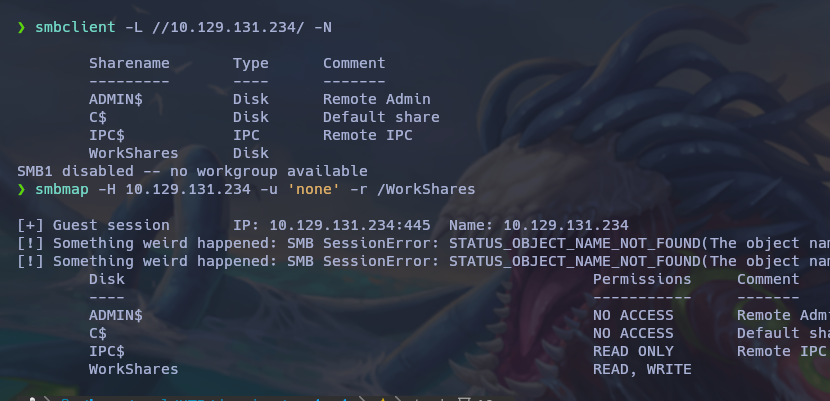 ❯ smbclient -L //10.129.131.234/ -N
Sharename Type Comment
--------- ---- -------
ADMIN$ Disk Remote Admin
C$ Disk Default share
IPC$ IPC Remote IPC
WorkShares Disk
SMB1 disabled -- no workgroup available
❯ smbmap -H 10.129.131.234 -u 'none' -r /WorkShares
[+] Guest session IP: 10.129.131.234:445 Name: 10.129.131.234
[!] Something weird happened: SMB SessionError: STATUS_OBJECT_NAME_NOT_FOUND(The object
[!] Something weird happened: SMB SessionError: STATUS_OBJECT_NAME_NOT_FOUND(The object
Disk Permissions Comment
---- ----------- -------
ADMIN$ NO ACCESS Remote
C$ NO ACCESS Default
IPC$ READ ONLY Remote IPC
WorkShares READ, WRITE